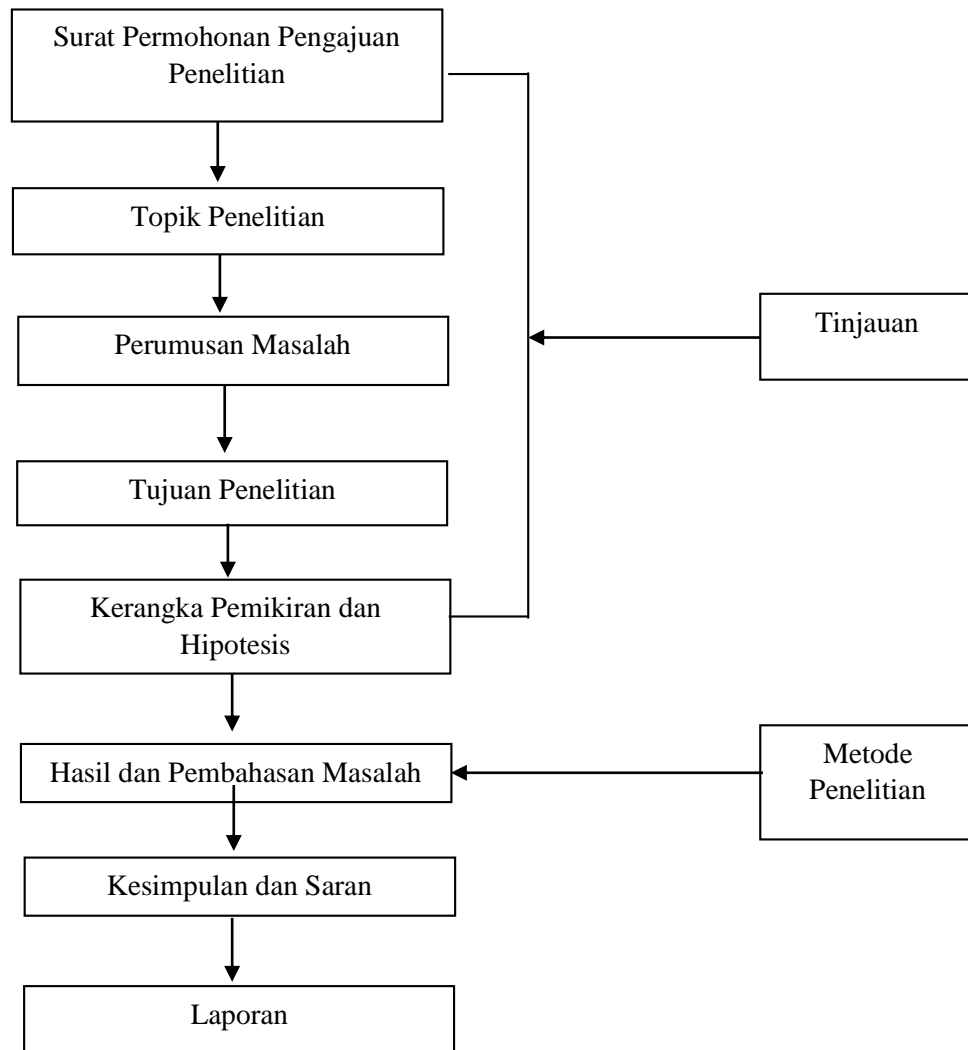 Surat Permohonan Pengajuan
Penelitian
Topik Penelitian
Perumusan Masalah
Tinjauan
Tujuan Penelitian
Kerangka Pemikiran dan
Hipotesis
Hasil dan Pembahasan Masalah
Metode
Penelitian
Kesimpulan dan Saran
Laporan